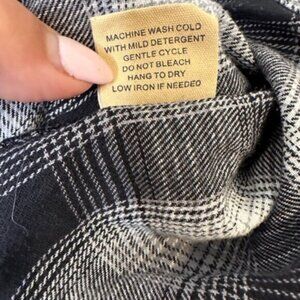 MACHINE WASH COLD
WITH MILD DETERGENT
GENTLE CYCLE
DO NOT BLEACH
HANG TO DRY
LOW IRON IF NEEDED